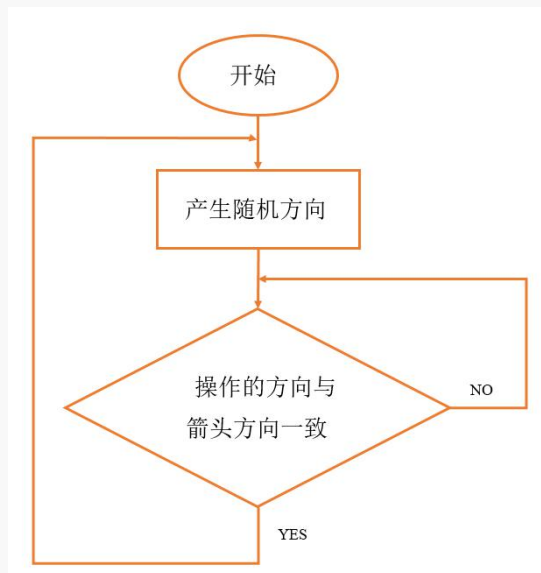 开始
产生随机方向
操作的方向与
箭头方向一致
NO
YES